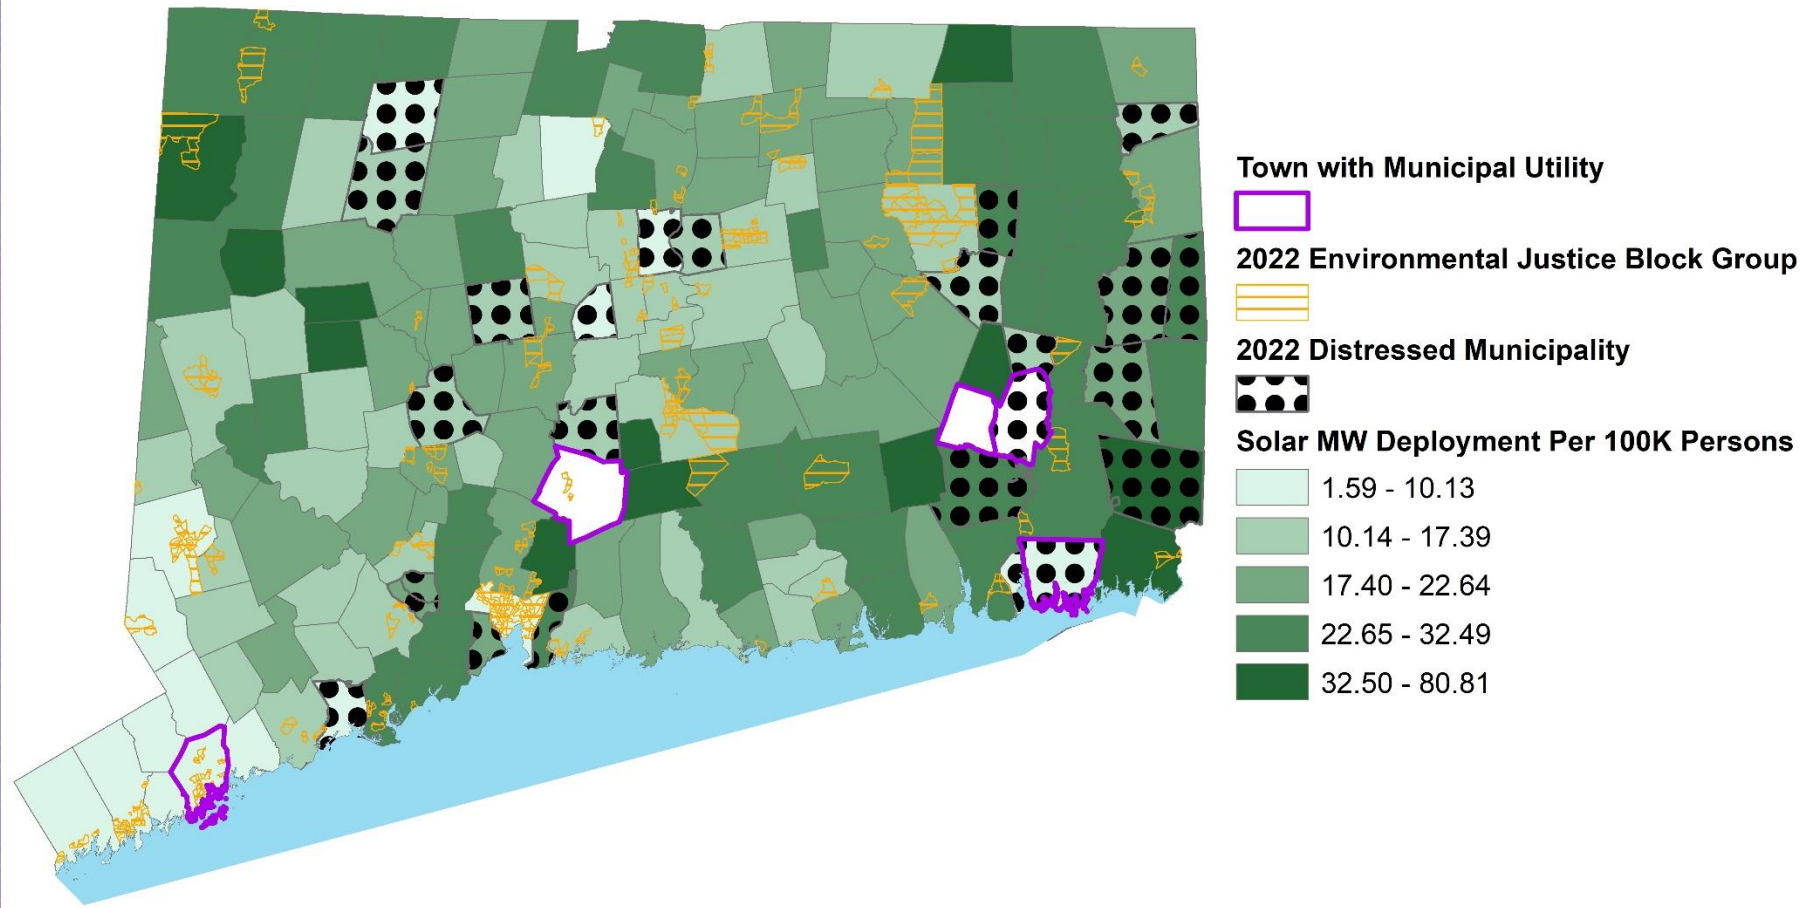 Town with Municipal Utility
2022 Environmental Justice Block Group
2022 Distressed Municipality
Solar MW Deployment Per 100K Persons
1.59 - 10.13
10.14 - 17.39
17.40 - 22.64
22.65 - 32.49
32.50 - 80.81